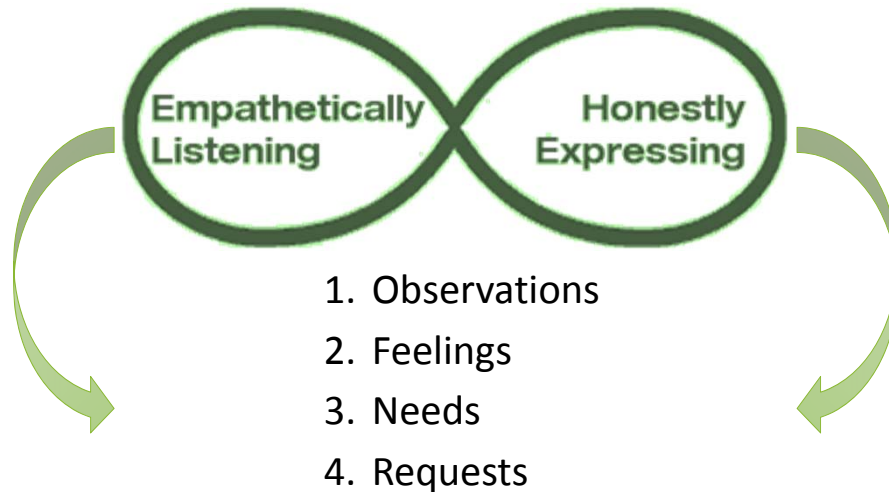 Empathetically
Listening
Honestly
Expressing
1. Observations
2. Feelings
3. Needs
4. Requests